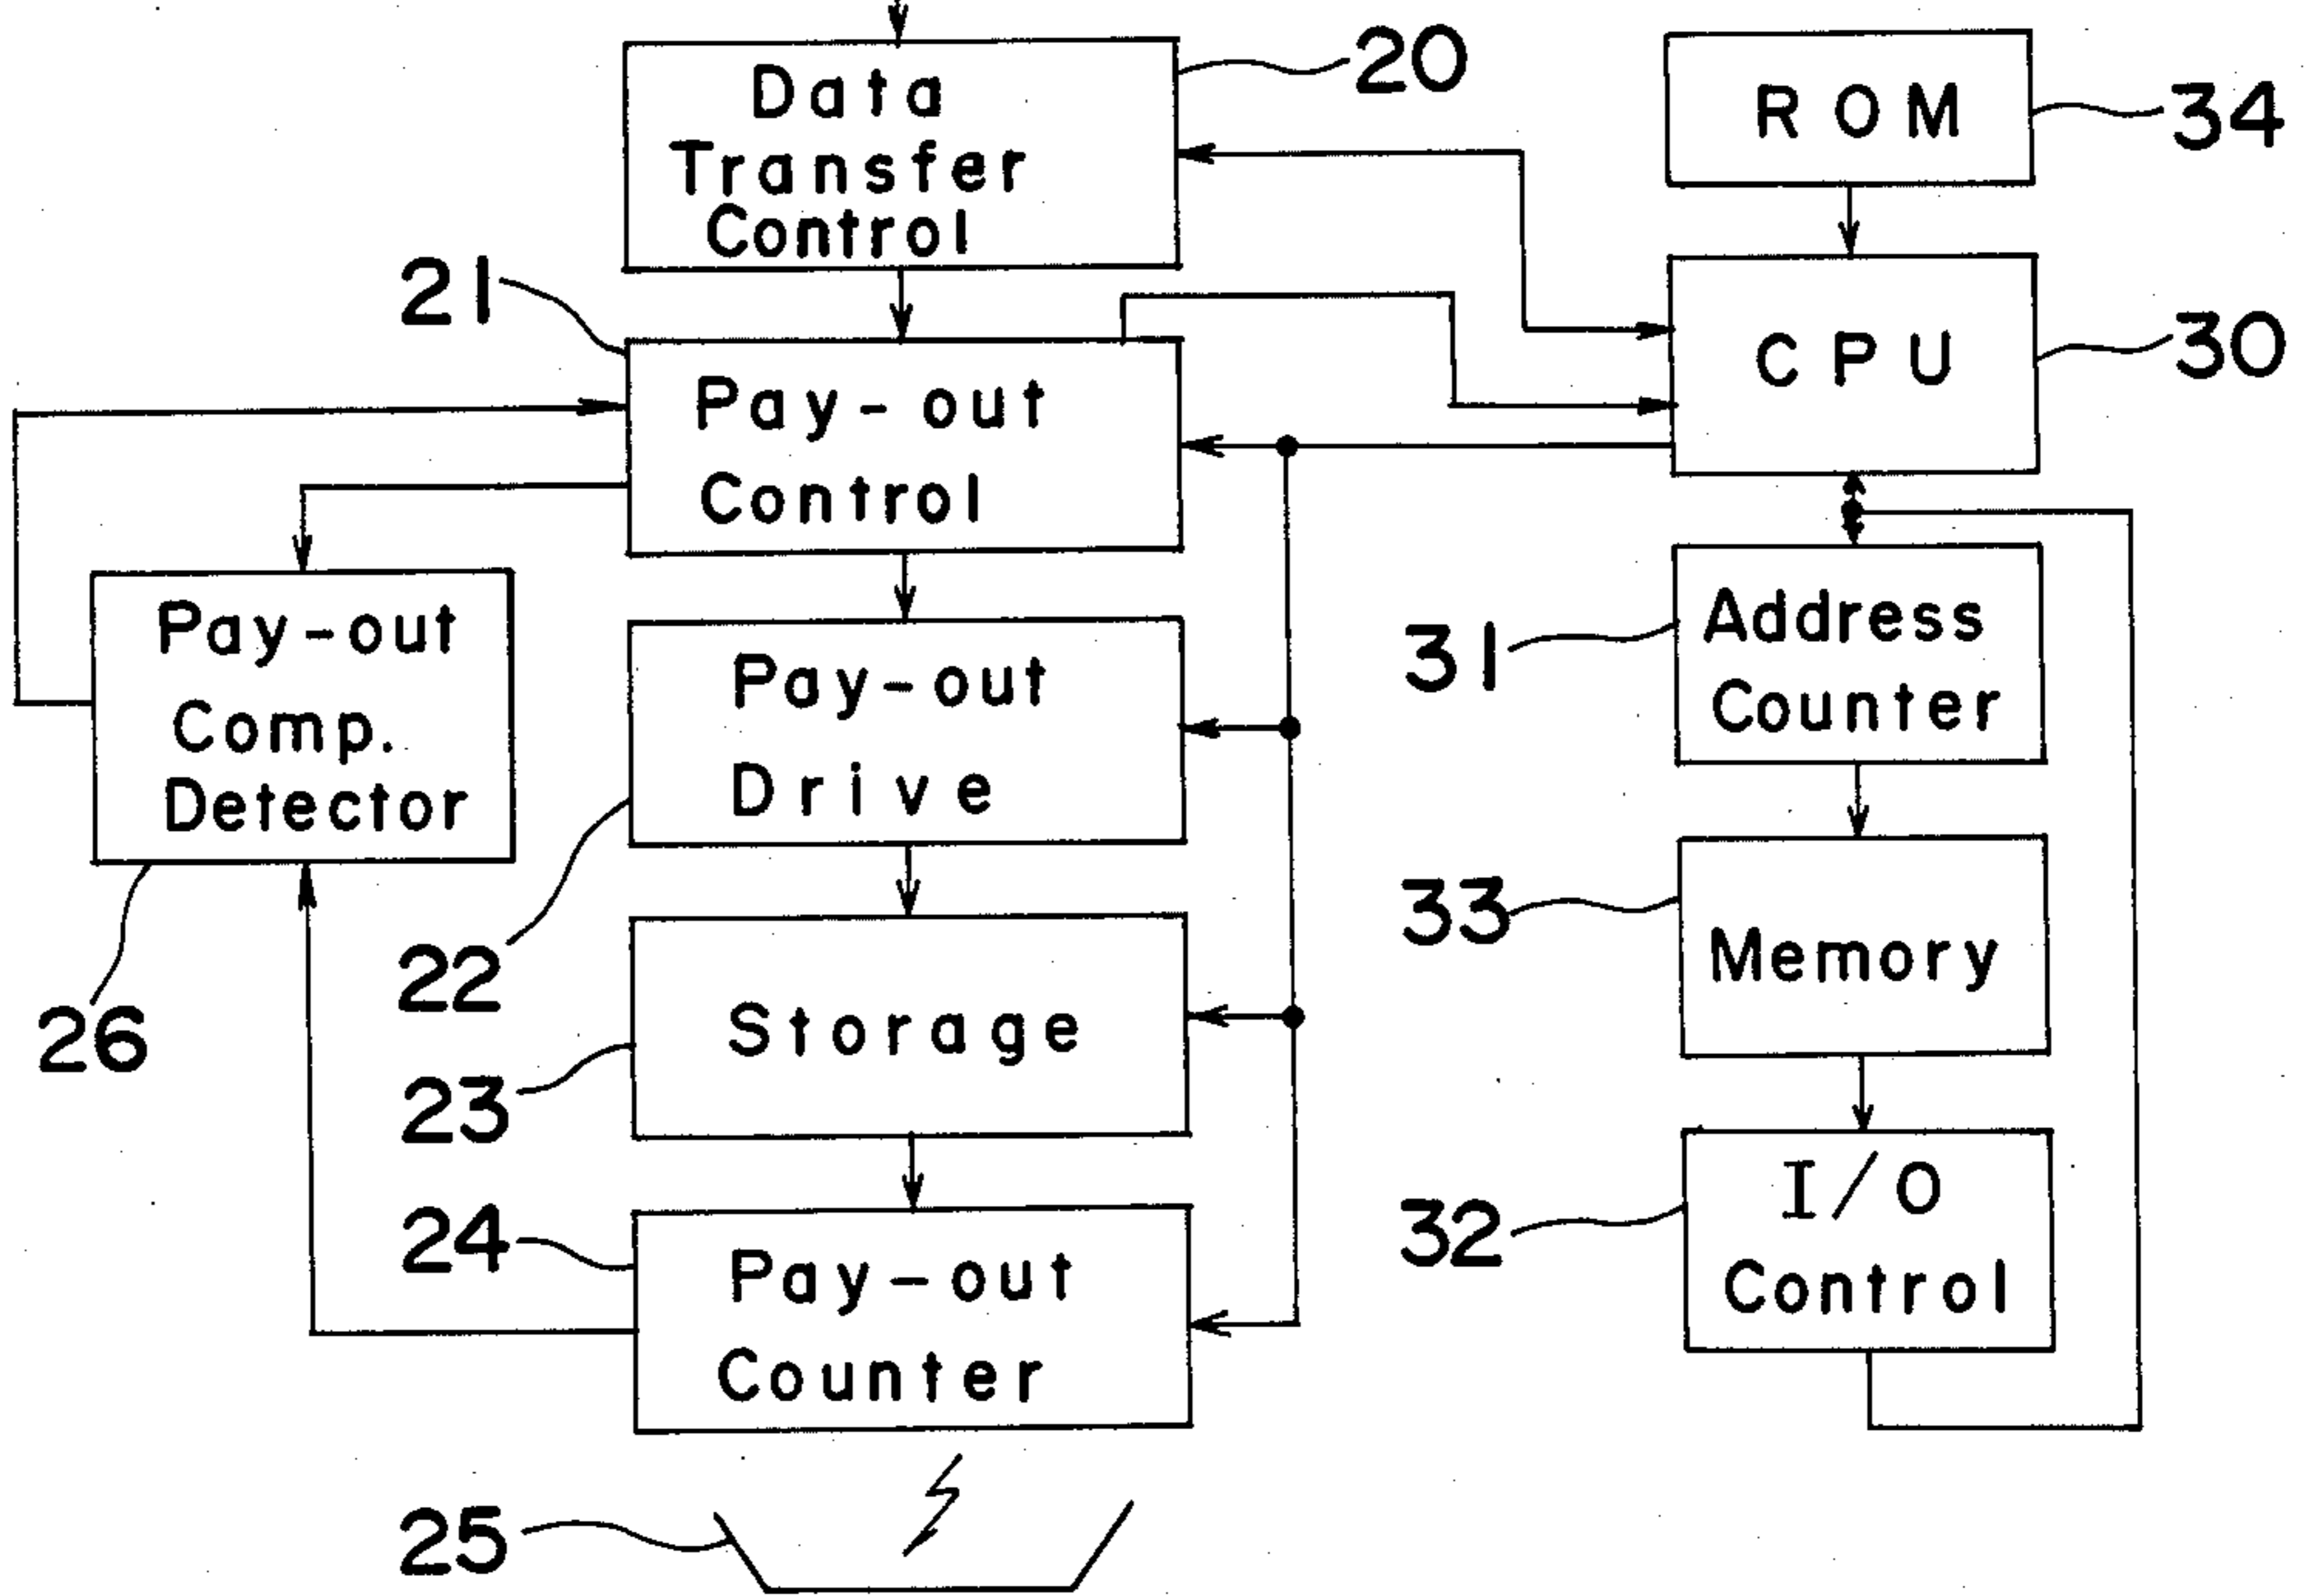 Data
Transfer
Control
20
ROM
34
21
Pay-out
Control
CPU
30
Pay-out
Comp.
Detector
26
Pay-out
Drive
22
31
Address
Counter
Storage
23
33
Memory
24
Pay-out
Counter
32
I/O
Control
25